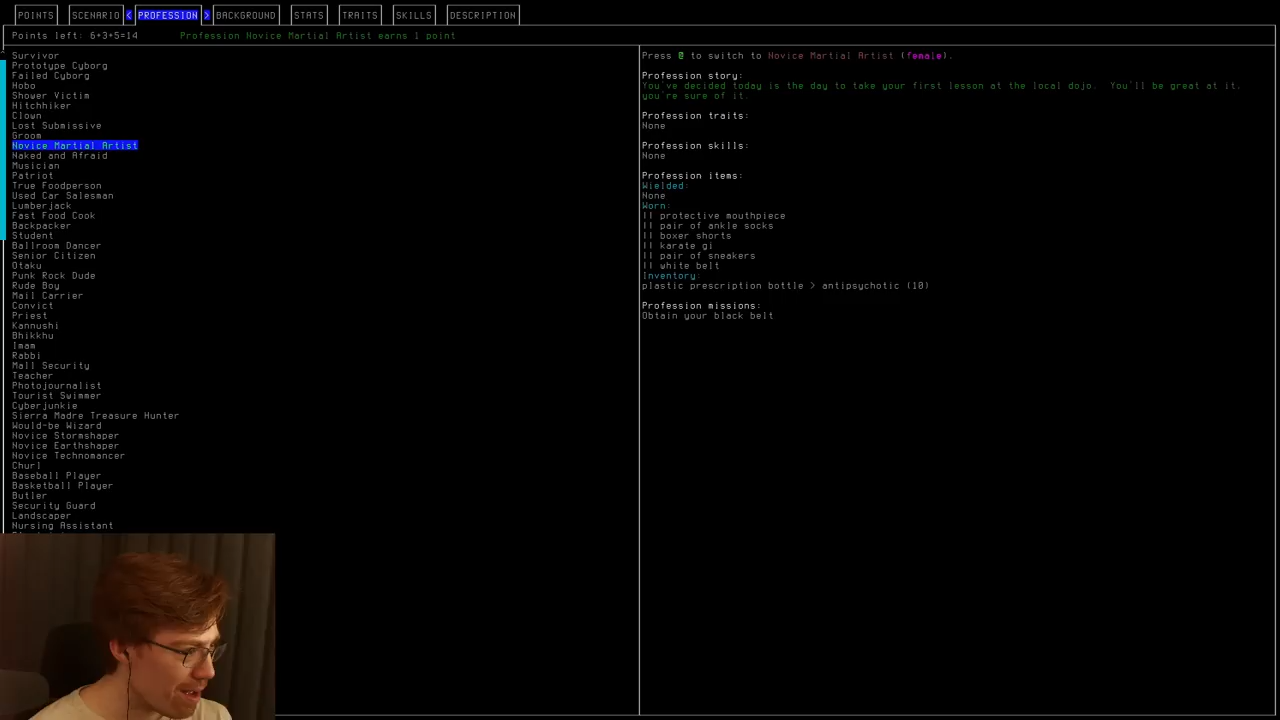 POINTS SCENARIO < PROFESSION > BACKGROUND STATS TRAITS SKILLS DESCRIPTION
Points left: 6+3+5=14 Profession Novice Martial Artist earns 1 point
Survivor
Prototype Cyborg
Failed Cyborg
Hobo
Shower Victim
Hitchhiker
Clown
Lost Submissive
Groom
Novice Martial Artist
Naked and Afraid
Musician
Patriot
True Foodperson
Used Car Salesman
Lumberjack
Fast Food Cook
Backpacker
Student
Ballroom Dancer
Senior Citizen
Otaku
Punk Rock Dude
Rude Boy
Mail Carrier
Convict
Priest
Kannushi
Bhikkhu
Imam
Rabbi
Mall Security
Teacher
Photojournalist
Tourist Swimmer
Cyberjunkie
Sierra Madre Treasure Hunter
Would-be Wizard
Novice Stormshaper
Novice Earthshaper
Novice Technomancer
Churl
Baseball Player
Basketball Player
Butler
Security Guard
Landscaper
Nursing Assistant
Press @ to switch to Novice Martial Artist (female).
Profession story:
You've decided today is the day to take your first lesson at the local dojo. You'll be great at it,
you're sure of it.
Profession traits:
None
Profession skills:
None
Profession items:
Wielded:
None
Worn:
|| protective mouthpiece
|| pair of ankle socks
|| boxer shorts
|| karate gi
|| pair of sneakers
|| white belt
Inventory:
plastic prescription bottle > antipsychotic (10)
Profession missions:
Obtain your black belt